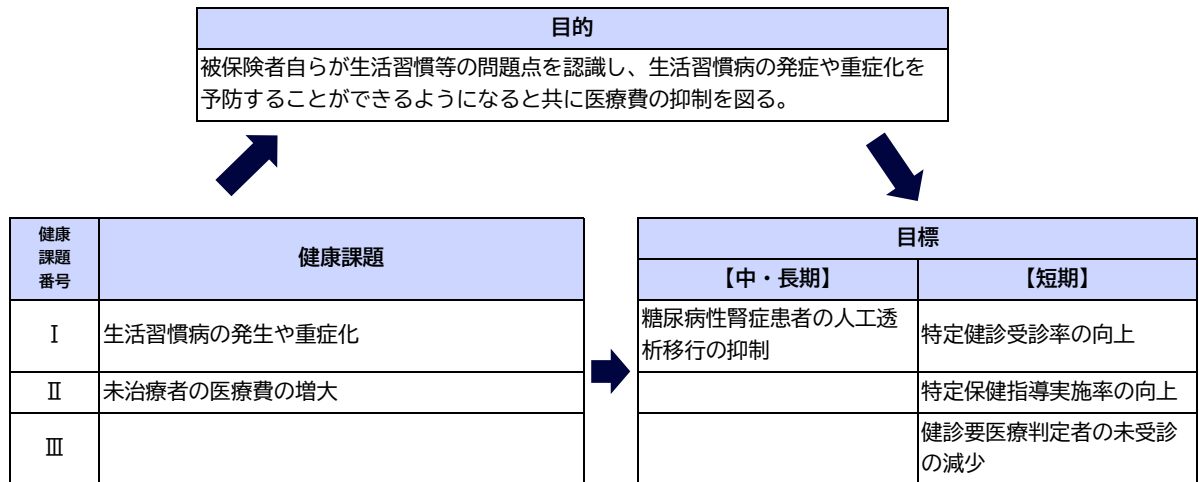 目的
被保険者自らが生活習慣等の問題点を認識し、生活習慣病の発症や重症化を
予防することができるようになると共に医療費の抑制を図る。
健康
課題
番号
健康課題
Ⅰ
生活習慣病の発生や重症化
Ⅱ
未治療者の医療費の増大
Ⅲ
目標
【中・長期】
【短期】
糖尿病性腎症患者の人工透
析移行の抑制
特定健診受診率の向上
特定保健指導実施率の向上
健診要医療判定者の未受診
の減少